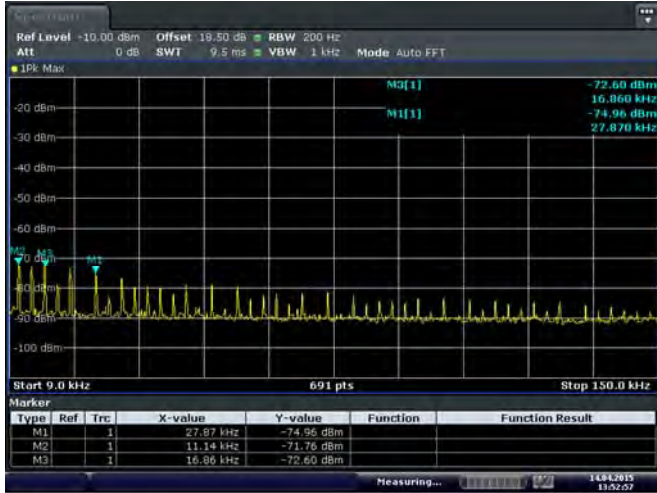 Spectrum
Ref Level -10.00 dBm Offset 18.50 dB RBW 200 Hz
Att 0 dB SWT 9.5 ms VBW 1 kHz Mode Auto FFT
1Pk Max
M3[1] -72.60 dBm
16.860 kHz
M1[1] -74.96 dBm
27.870 kHz
-20 dBm
-30 dBm
-40 dBm
-50 dBm
-60 dBm
M2 M3
-70 dBm
M1
-80 dBm
-90 dBm
-100 dBm
Start 9.0 kHz 691 pts Stop 150.0 kHz
Marker
Type Ref Trc X-value Y-value Function Function Result
M1 1 27.87 kHz -74.96 dBm
M2 1 11.14 kHz -71.76 dBm
M3 1 16.86 kHz -72.60 dBm
Measuring... 14.04.2015
13:52:57